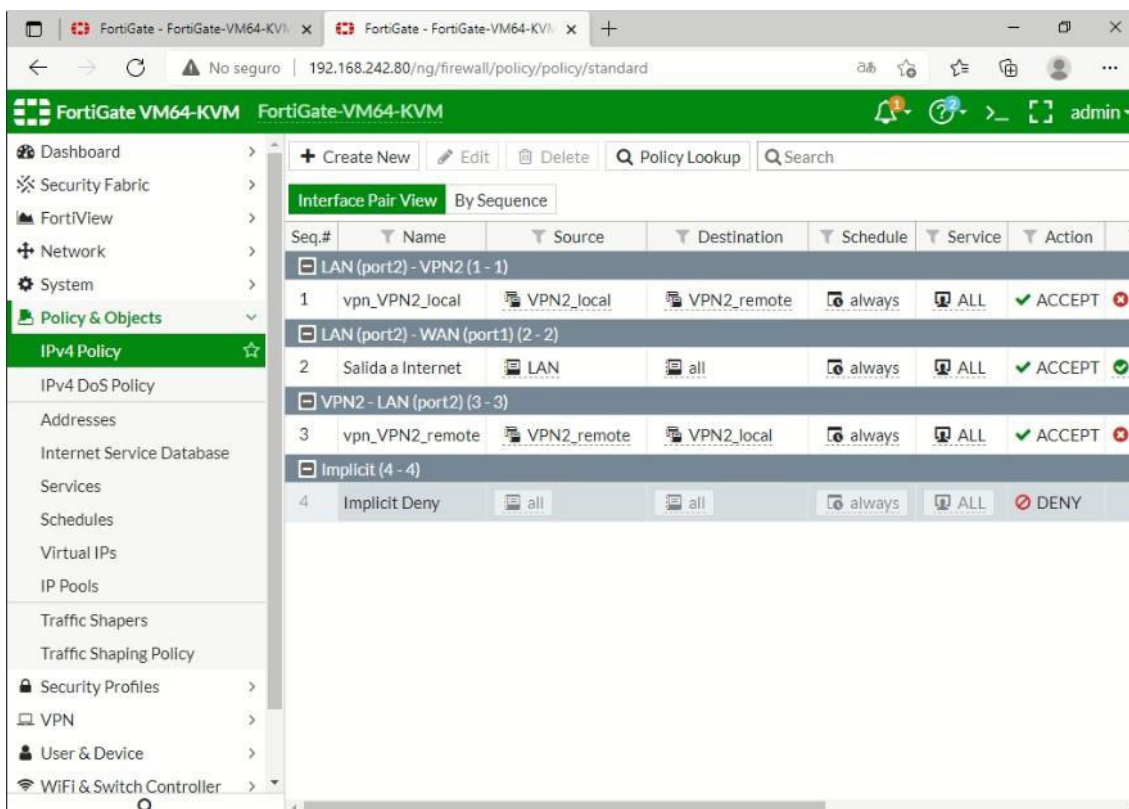 FortiGate - FortiGate-VM64-KV
FortiGate - FortiGate-VM64-KV
No seguro 192.168.242.80/ng/firewall/policy/policy/standard
FortiGate VM64-KVM FortiGate-VM64-KVM 1 2 >_ admin
Dashboard
Security Fabric
FortiView
Network
System
Policy & Objects
IPv4 Policy
IPv4 DoS Policy
Addresses
Internet Service Database
Services
Schedules
Virtual IPs
IP Pools
Traffic Shapers
Traffic Shaping Policy
Security Profiles
VPN
User & Device
WiFi & Switch Controller
+ Create New Edit Delete Policy Lookup Search
Interface Pair View By Sequence
Seq.# Name Source Destination Schedule Service Action
LAN (port2) - VPN2 (1 - 1)
1 vpn_VPN2_local VPN2_local VPN2_remote always ALL ACCEPT
LAN (port2) - WAN (port1) (2 - 2)
2 Salida a Internet LAN all always ALL ACCEPT
VPN2 - LAN (port2) (3 - 3)
3 vpn_VPN2_remote VPN2_remote VPN2_local always ALL ACCEPT
Implicit (4 - 4)
4 Implicit Deny all all always ALL DENY